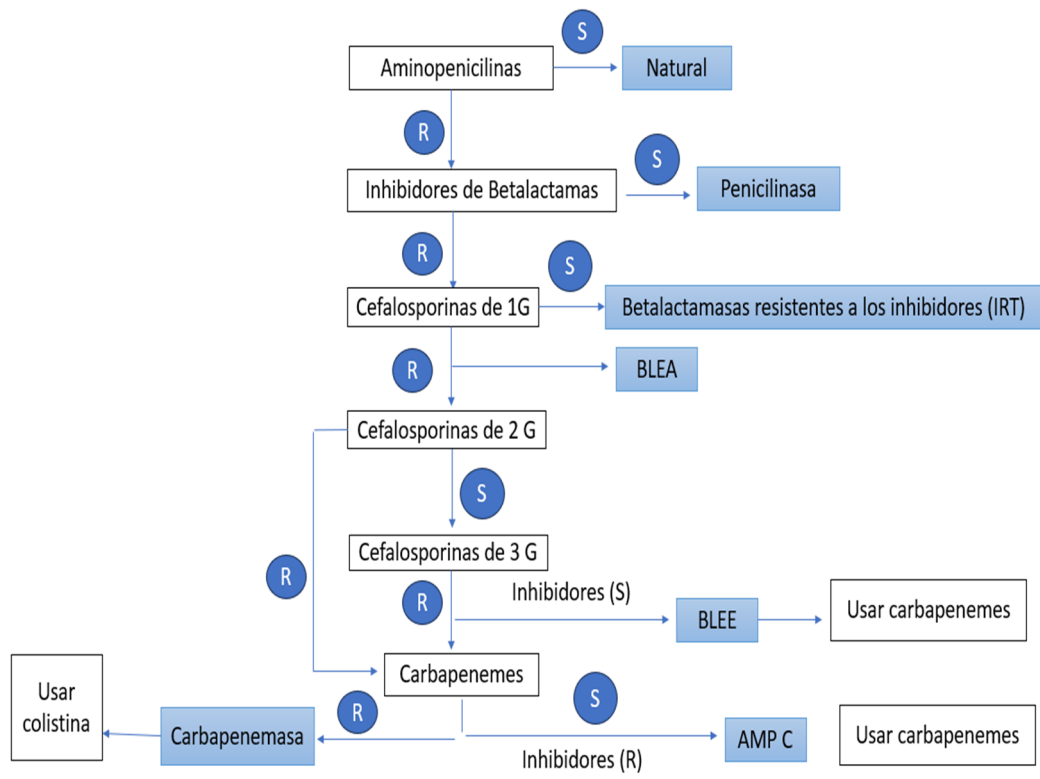 S
Aminopenicilinas
Natural
R
S
Inhibidores de Betalactamas
Penicilinasa
R
S
Cefalosporinas de 1G
Betalactamasas resistentes a los inhibidores (IRT)
R
BLEA
Cefalosporinas de 2 G
S
Cefalosporinas de 3 G
R
R
Inhibidores (S)
BLEE
Usar carbapenemes
Carbapenemes
S
Usar
colistina
R
Carbapenemasa
AMP C
Usar carbapenemes
Inhibidores (R)